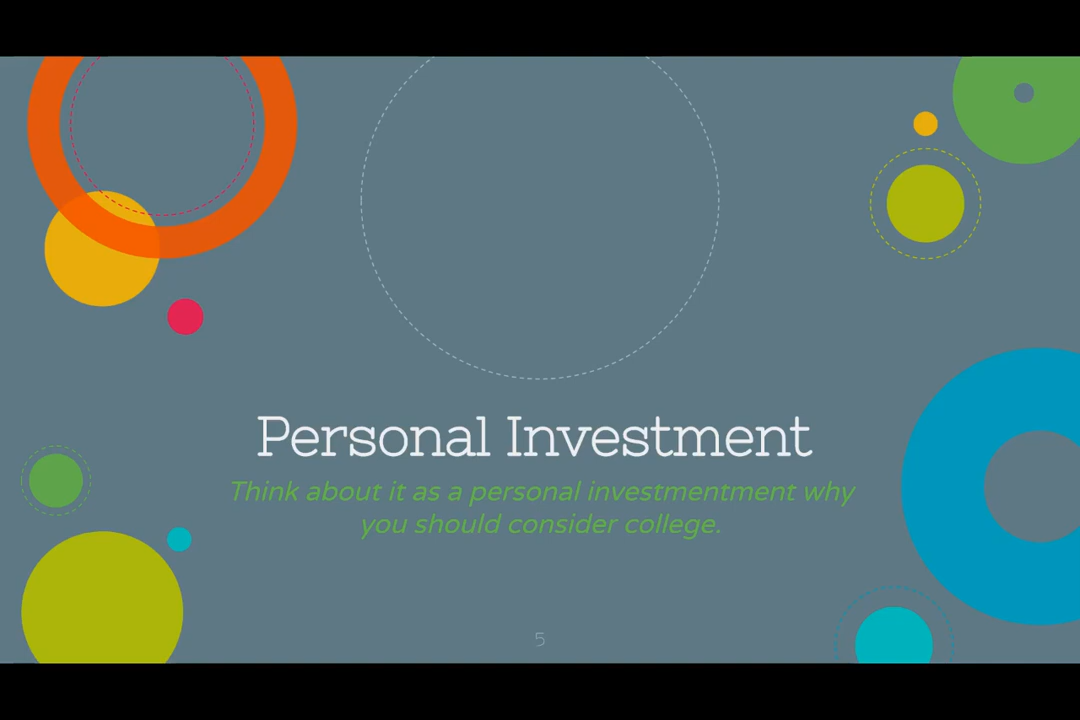 Personal Investment
Think about it as a personal investmentment why
you should consider college.
5